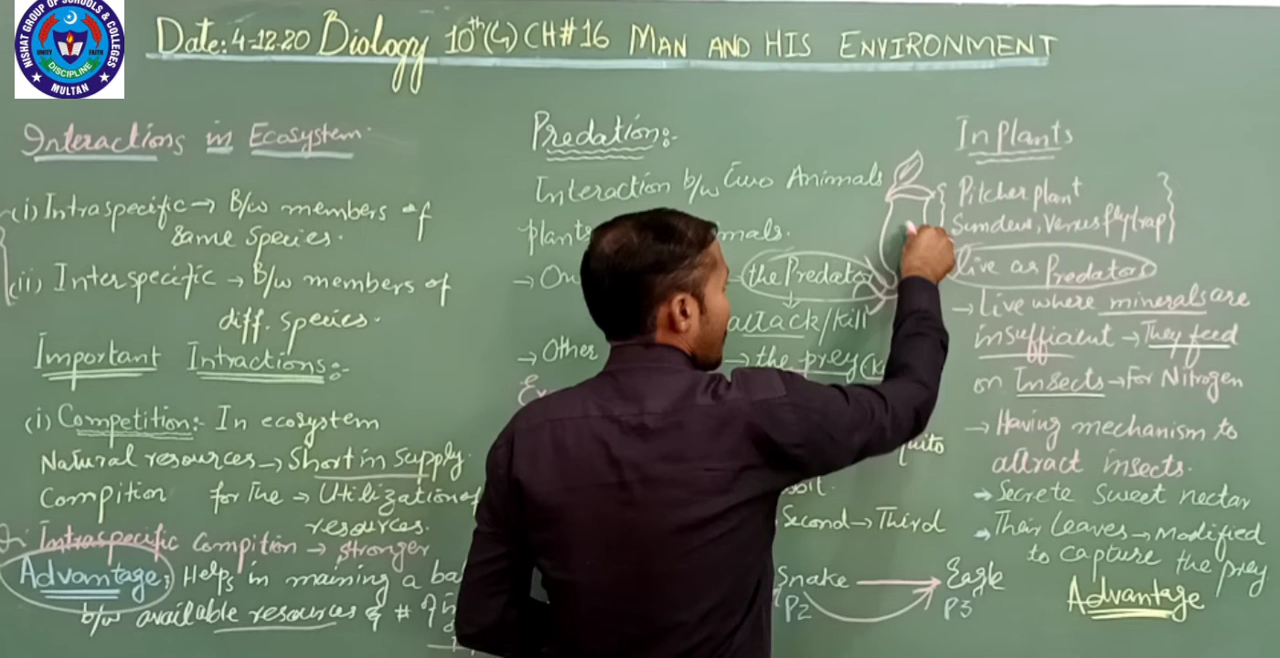 NISHAT GROUP OF SCHOOLS & COLLEGES
UNITY FAITH
DISCIPLINE
MULTAN
Date: 4-12-20 Biology 10th(G) CH#16 MAN AND HIS ENVIRONMENT
Interactions in Ecosystem:
(i) Intraspecific → B/w members of
same species.
(ii) Interspecific → B/w members of
diff. species.
Important Intractions:-
(i) Competition:- In ecosystem
Natural resources → Short in supply.
Compition for the → Utilization of
resources.
Intraspecific Compition → stronger
Advantage: Helps in maining a
b/w available resources & #
Predation:-
Interaction b/w two Animals
plants
→ the Predator
attack/kill
→ Other → the prey
Second → Third
Snake → Eagle
P2 P3
In Plants
Pitcher plant
Sundew, Venus flytrap
live as Predators
→ Live where minerals are
insufficient → They feed
on Insects → For Nitrogen
→ Having mechanism to
attract insects.
→ Secrete sweet nectar
→ Their leaves → Modified
to capture the prey
Advantage